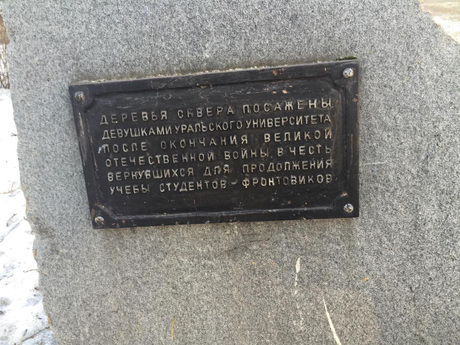 ДЕРЕВЬЯ СКВЕРА ПОСАЖЕНЫ
ДЕВУШКАМИ УРАЛЬСКОГО УНИВЕРСИТЕТА
ПОСЛЕ ОКОНЧАНИЯ ВЕЛИКОЙ
ОТЕЧЕСТВЕННОЙ ВОЙНЫ В ЧЕСТЬ
ВЕРНУВШИХСЯ ДЛЯ ПРОДОЛЖЕНИЯ
УЧЕБЫ СТУДЕНТОВ - ФРОНТОВИКОВ